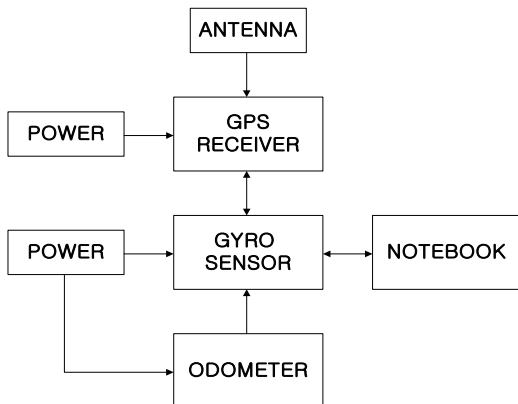 ANTENNA
POWER
GPS
RECEIVER
POWER
GYRO
SENSOR
NOTEBOOK
ODOMETER